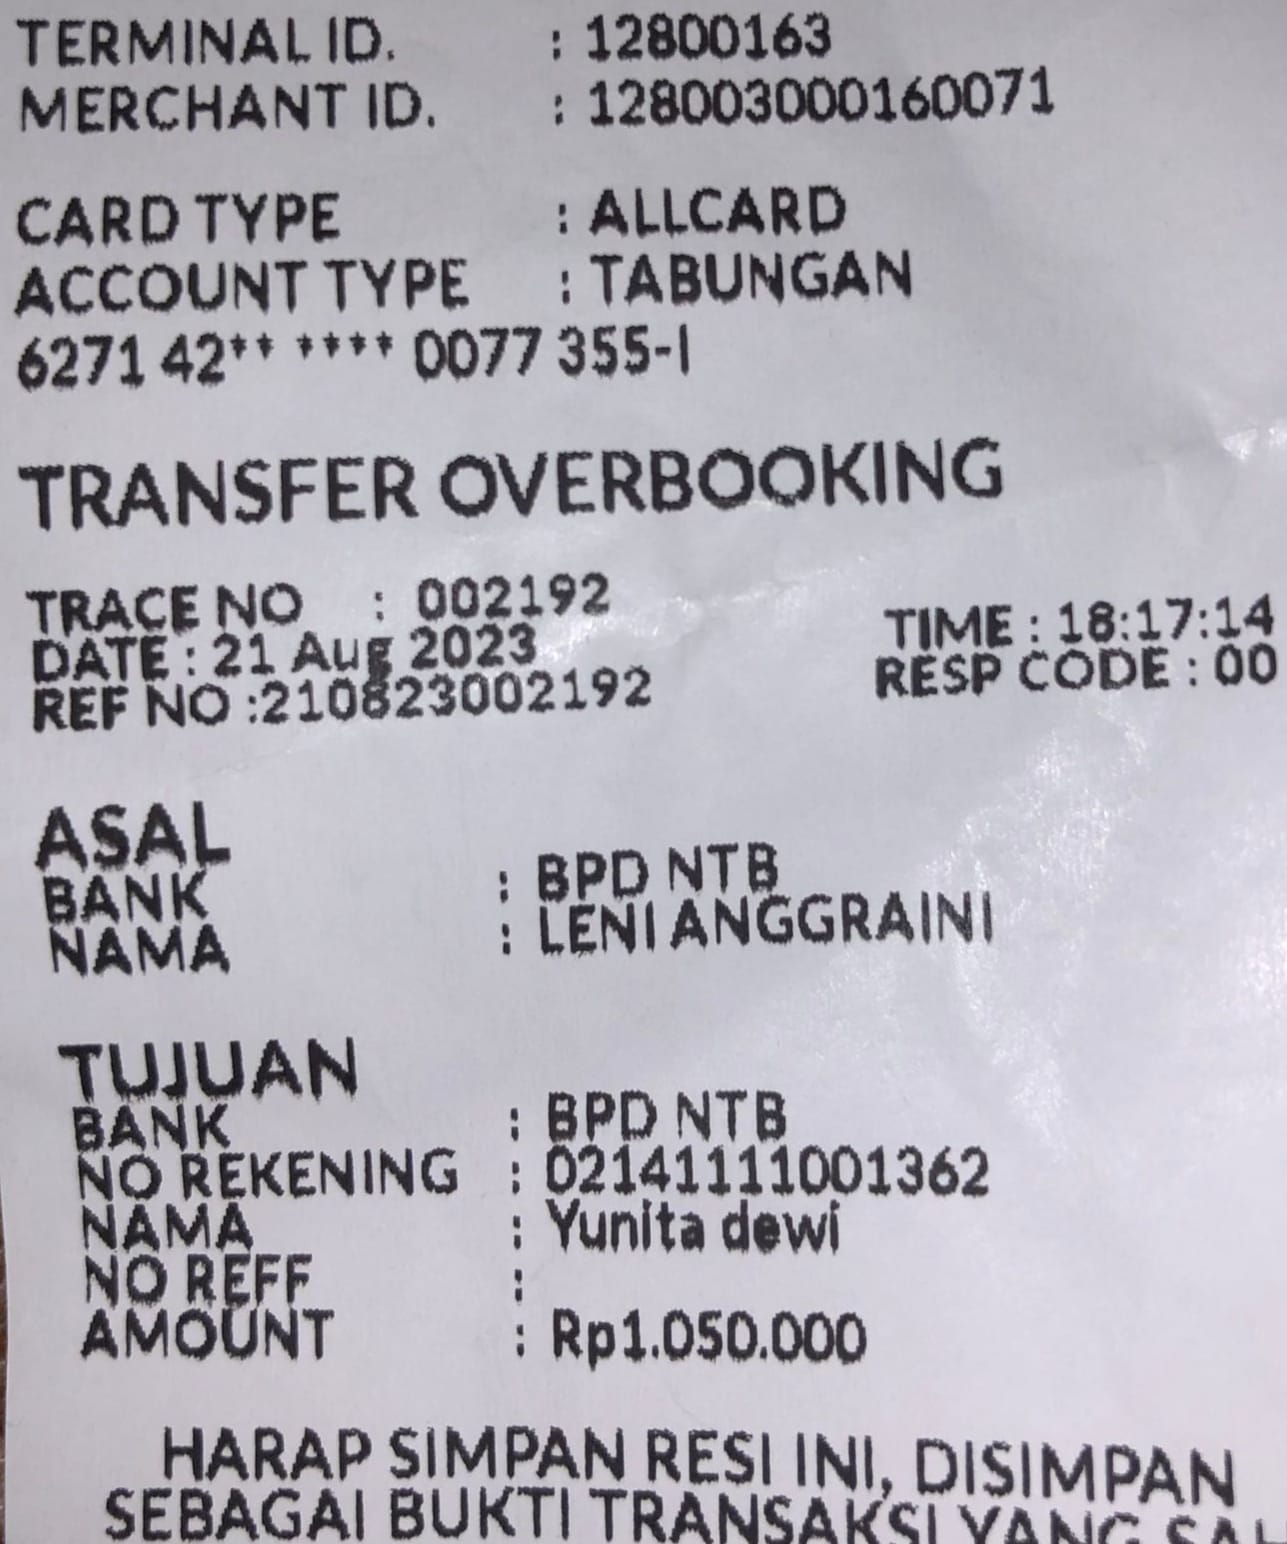 TERMINAL ID. : 12800163
MERCHANT ID. : 128003000160071
CARD TYPE : ALLCARD
ACCOUNT TYPE : TABUNGAN
6271 42** **** 0077 355-I
TRANSFER OVERBOOKING
TRACE NO : 002192
DATE : 21 Aug 2023 TIME : 18:17:14
REF NO :210823002192 RESP CODE : 00
ASAL
BANK : BPD NTB
NAMA : LENI ANGGRAINI
TUJUAN
BANK : BPD NTB
NO REKENING : 02141111001362
NAMA : Yunita dewi
NO REFF :
AMOUNT : Rp1.050.000
HARAP SIMPAN RESI INI, DISIMPAN
SEBAGAI BUKTI TRANSAKSI YANG